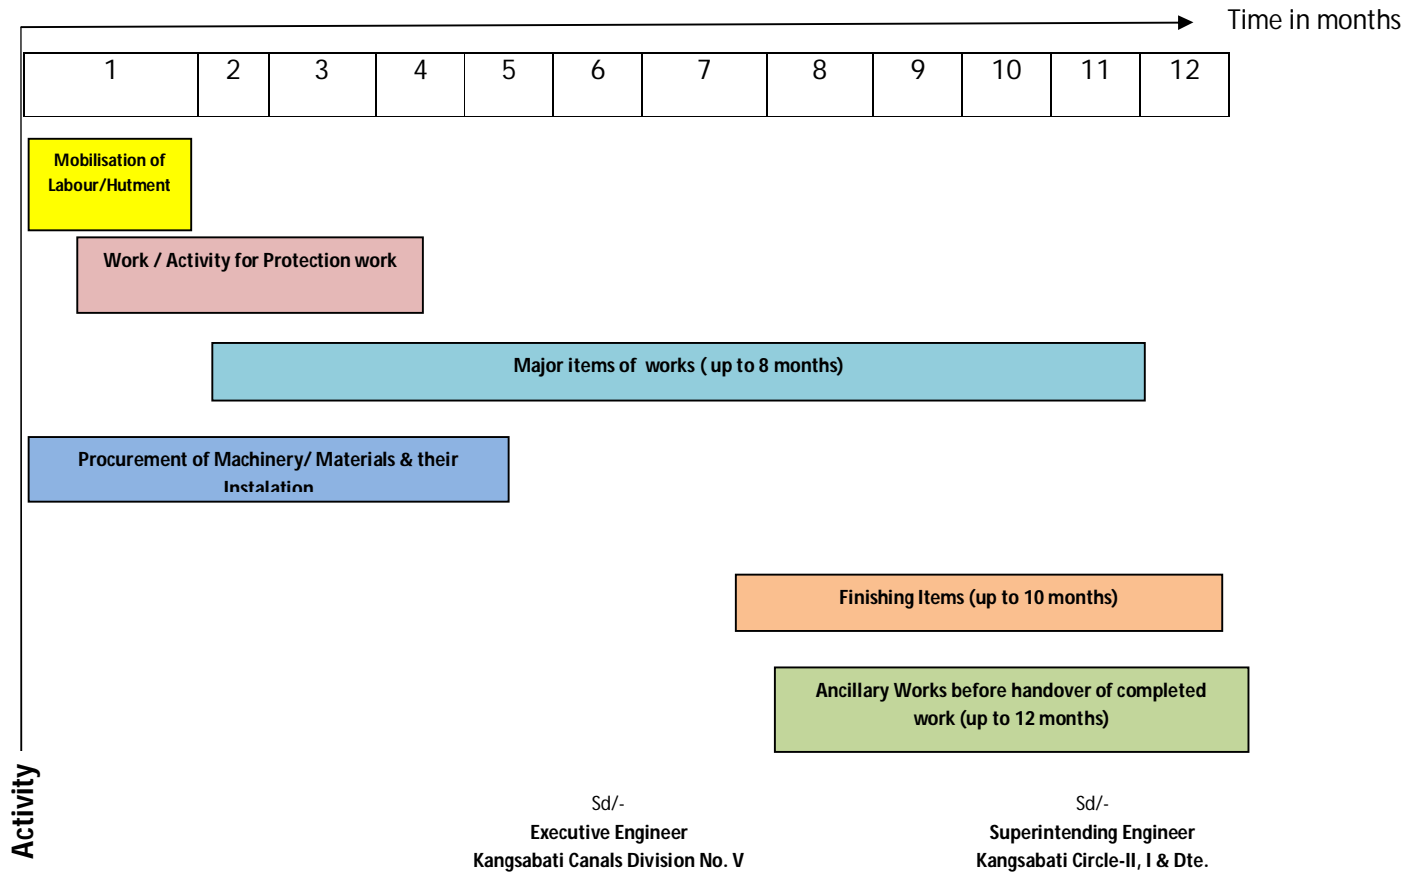 Time in months
1 2 3 4 5 6 7 8 9 10 11 12
Mobilisation of
Labour/Hutment
Work / Activity for Protection work
Major items of works ( up to 8 months)
Procurement of Machinery/ Materials & their
Instalation
Finishing Items (up to 10 months)
Ancillary Works before handover of completed
work (up to 12 months)
Activity
Sd/-
Executive Engineer
Kangsabati Canals Division No. V
Sd/-
Superintending Engineer
Kangsabati Circle-II, I & Dte.